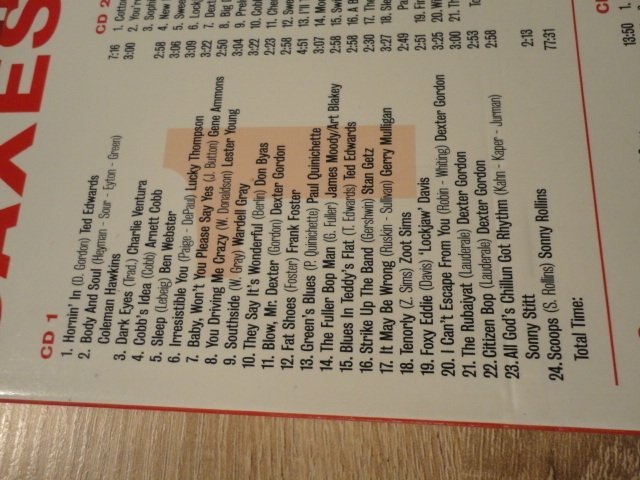 AXES
CD 1
1. Hornin' In (D. Gordon) Ted Edwards 7:16
2. Body And Soul (Heyman - Sour - Eyton - Green) 3:00
Coleman Hawkins
3. Dark Eyes (Trad.) Charlie Ventura 2:58
4. Cobb's Idea (Cobb) Arnett Cobb 3:06
5. Sleep (Lebeig) Ben Webster 3:09
6. Irresistible You (Paige - DePaul) Lucky Thompson 3:22
7. Baby, Won't You Please Say Yes (J. Button) Gene Ammons 2:50
8. You Driving Me Crazy (W. Donaldson) Lester Young 3:04
9. Southside (W. Gray) Wardell Gray 3:22
10. They Say It's Wonderful (Berlin) Don Byas 2:23
11. Blow, Mr. Dexter (Gordon) Dexter Gordon 2:58
12. Fat Shoes (Foster) Frank Foster 4:51
13. Green's Blues (P. Quinichette) Paul Quinichette 3:07
14. The Fuller Bop Man (G. Fuller) James Moody/Art Blakey 2:58
15. Blues In Teddy's Flat (T. Edwards) Ted Edwards 2:58
16. Strike Up The Band (Gershwin) Stan Getz 2:30
17. It May Be Wrong (Ruskin - Sullivan) Gerry Mulligan 3:27
18. Tenorly (Z. Sims) Zoot Sims 2:49
19. Foxy Eddie (Davis) 'Lockjaw' Davis 2:51
20. I Can't Escape From You (Robin - Whiting) Dexter Gordon 3:25
21. The Rubaiyat (Lauderale) Dexter Gordon 3:00
22. Citizen Bop (Lauderale) Dexter Gordon 2:53
23. All God's Chillun Got Rhythm (Kahn - Kaper - Jurman) 2:58
Sonny Stitt
24. Scoops (S. Rollins) Sonny Rollins 2:13
Total Time: 77:31
CD 2
13:50